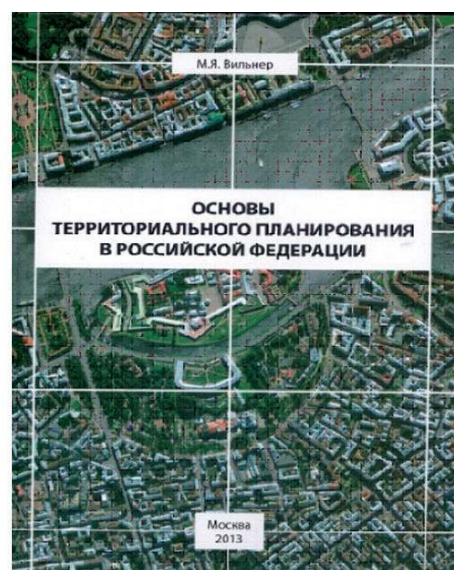 М.Я. Вильнер
ОСНОВЫ
ТЕРРИТОРИАЛЬНОГО ПЛАНИРОВАНИЯ
В РОССИЙСКОЙ ФЕДЕРАЦИИ
Москва
2013